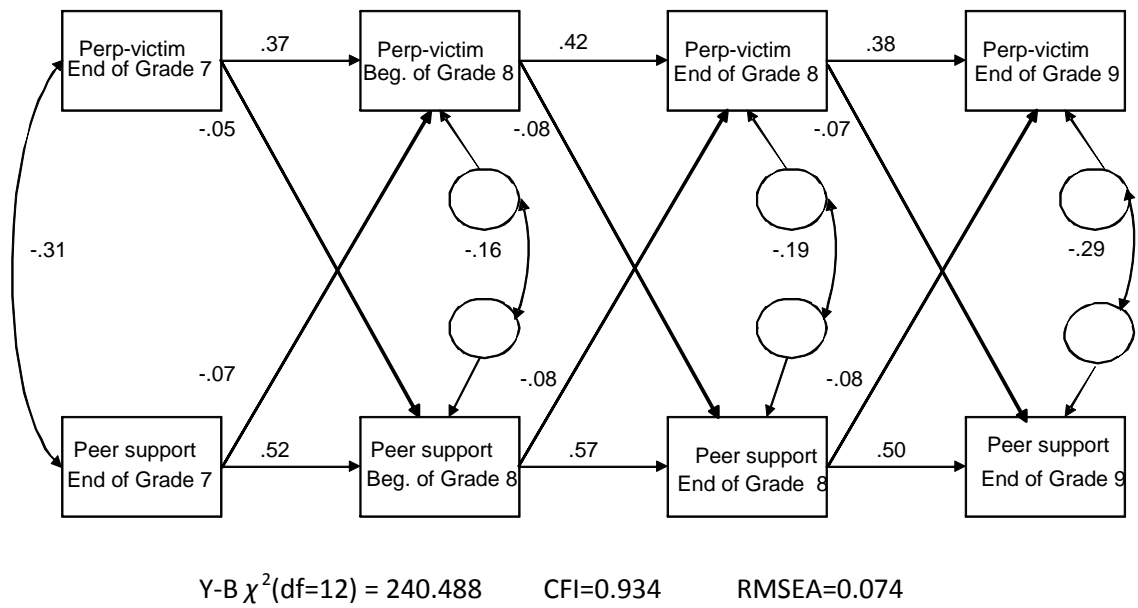 Perp-victim
End of Grade 7
.37
Perp-victim
Beg. of Grade 8
.42
Perp-victim
End of Grade 8
.38
Perp-victim
End of Grade 9
-.05
-.08
-.07
-.31
-.16
-.19
-.29
-.07
-.08
-.08
Peer support
End of Grade 7
.52
Peer support
Beg. of Grade 8
.57
Peer support
End of Grade 8
.50
Peer support
End of Grade 9
Y-B χ²(df=12) = 240.488 CFI=0.934 RMSEA=0.074